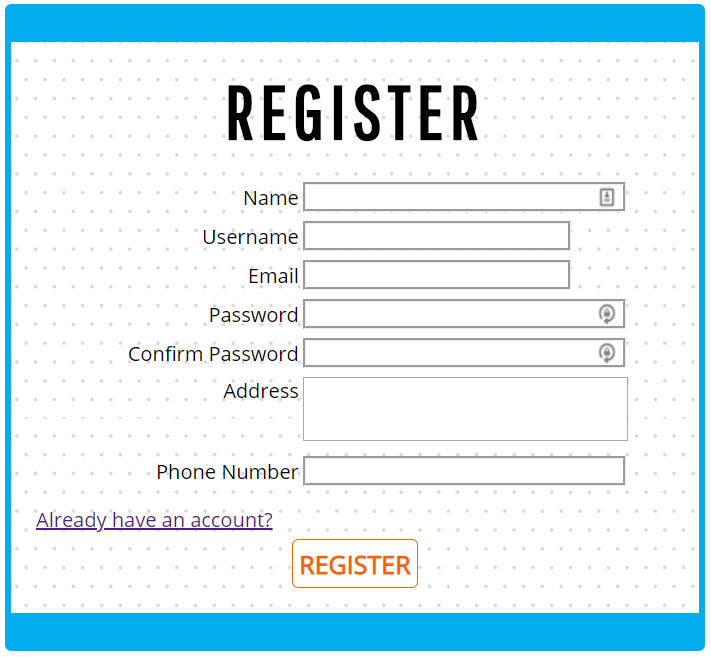 REGISTER
Name
Username
Email
Password
Confirm Password
Address
Phone Number
Already have an account?
REGISTER